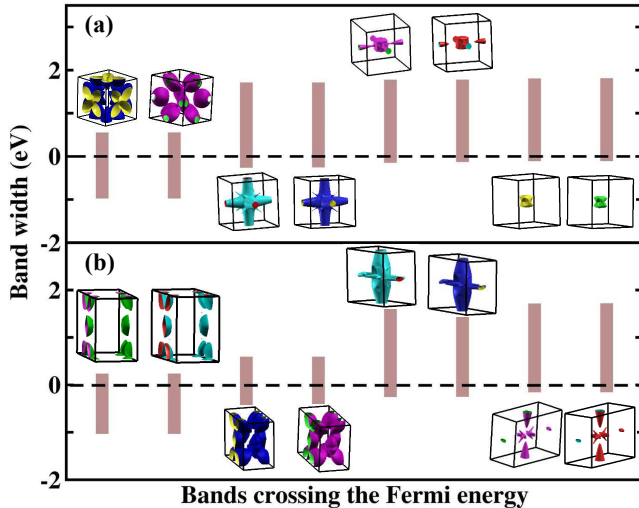 (a)
2
0
-2
(b)
2
0
-2
Band width (eV)
Bands crossing the Fermi energy